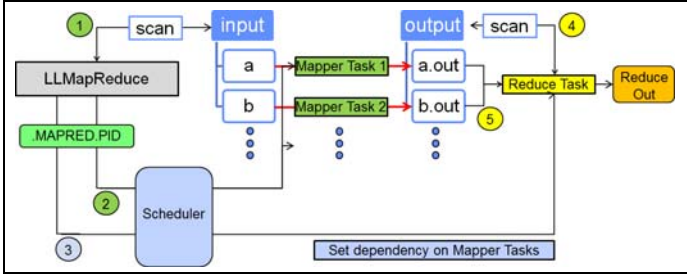 1
scan
input
output
scan
4
LLMapReduce
a
Mapper Task 1
a.out
Reduce Task
Reduce
Out
b
Mapper Task 2
b.out
5
.MAPRED.PID
2
Scheduler
3
Set dependency on Mapper Tasks